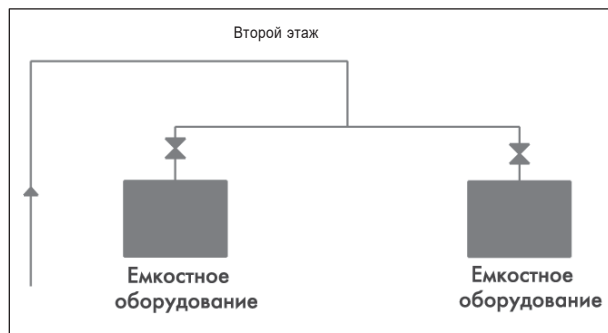 Второй этаж
Емкостное
оборудование
Емкостное
оборудование